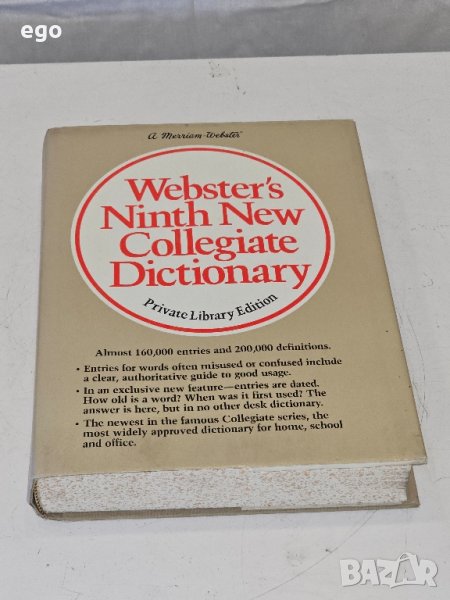 ego
A Merriam-Webster
Webster's
Ninth New
Collegiate
Dictionary
Private Library Edition
Almost 160,000 entries and 200,000 definitions.
• Entries for words often misused or confused include
a clear, authoritative guide to good usage.
• In an exclusive new feature—entries are dated.
How old is a word? When was it first used? The
answer is here, but in no other desk dictionary.
• The newest in the famous Collegiate series, the
most widely approved dictionary for home, school
and office.
BAZAR